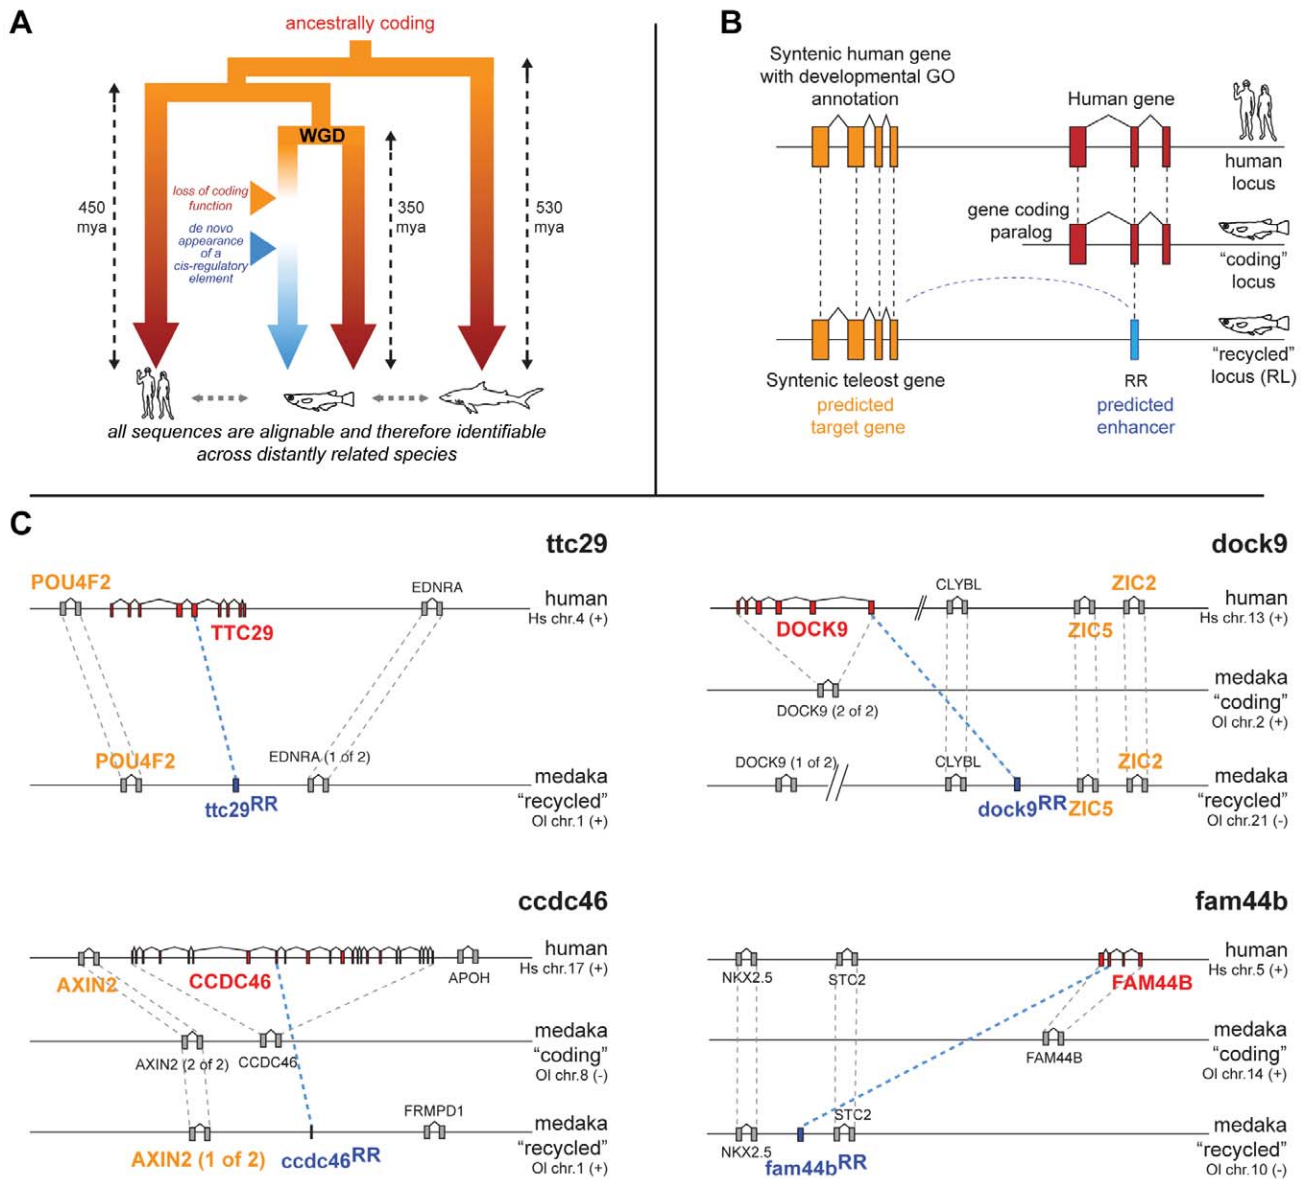 A
ancestrally coding
WGD
loss of coding
function
de novo
appearance
of a
cis-regulatory
element
450
mya
350
mya
530
mya
all sequences are alignable and therefore identifiable
across distantly related species
B
Syntenic human gene
with developmental GO
annotation
Human gene
human
locus
gene coding
paralog
"coding"
locus
Syntenic teleost gene
predicted
target gene
RR
predicted
enhancer
"recycled"
locus (RL)
C
ttc29
POU4F2
TTC29
EDNRA
human
Hs chr.4 (+)
POU4F2
ttc29RR
EDNRA (1 of 2)
medaka
"recycled"
Ol chr.1 (+)
dock9
DOCK9
CLYBL
ZIC5
ZIC2
human
Hs chr.13 (+)
DOCK9 (2 of 2)
medaka
"coding"
Ol chr.2 (+)
DOCK9 (1 of 2)
CLYBL
dock9RR
ZIC5
ZIC2
medaka
"recycled"
Ol chr.21 (-)
ccdc46
AXIN2
CCDC46
APOH
human
Hs chr.17 (+)
AXIN2 (2 of 2)
CCDC46
medaka
"coding"
Ol chr.8 (-)
AXIN2 (1 of 2)
ccdc46RR
FRMPD1
medaka
"recycled"
Ol chr.1 (+)
fam44b
NKX2.5
STC2
FAM44B
human
Hs chr.5 (+)
FAM44B
medaka
"coding"
Ol chr.14 (+)
NKX2.5
fam44bRR
STC2
medaka
"recycled"
Ol chr.10 (-)